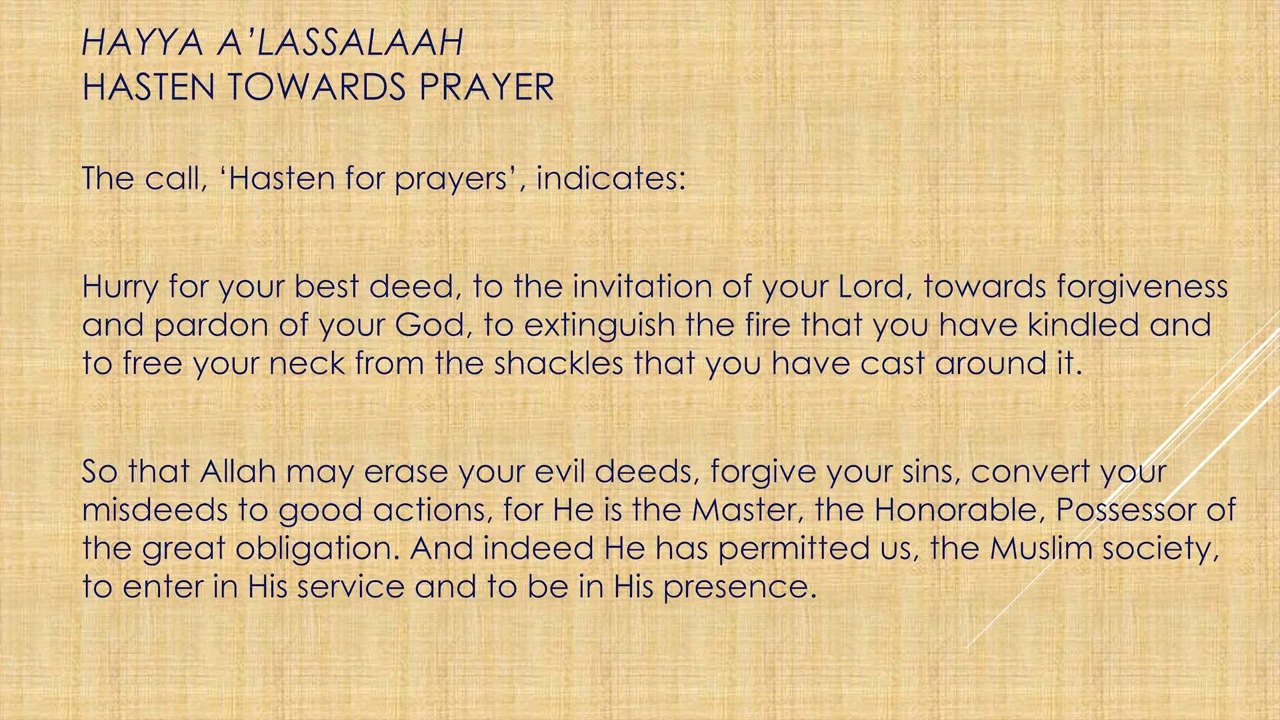 HAYYA A’LASSALAAH
HASTEN TOWARDS PRAYER
The call, ‘Hasten for prayers’, indicates:
Hurry for your best deed, to the invitation of your Lord, towards forgiveness
and pardon of your God, to extinguish the fire that you have kindled and
to free your neck from the shackles that you have cast around it.
So that Allah may erase your evil deeds, forgive your sins, convert your
misdeeds to good actions, for He is the Master, the Honorable, Possessor of
the great obligation. And indeed He has permitted us, the Muslim society,
to enter in His service and to be in His presence.